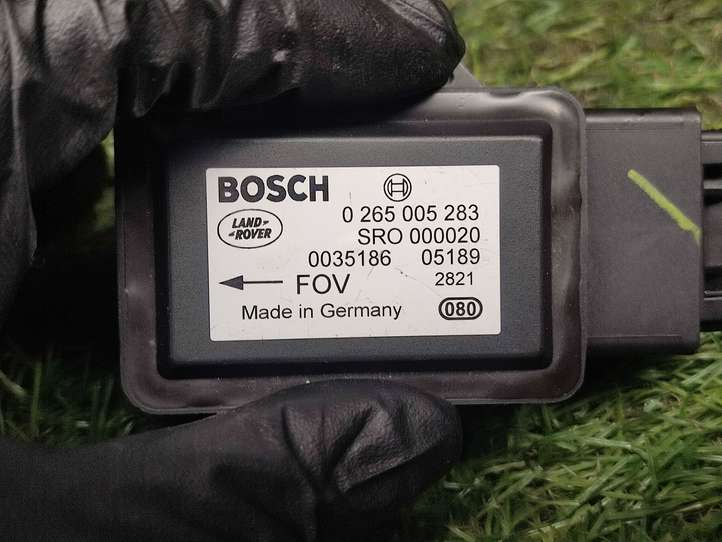 BOSCH
LAND-
-ROVER
0 265 005 283
SRO 000020
0035186 05189
FOV 2821
Made in Germany 080